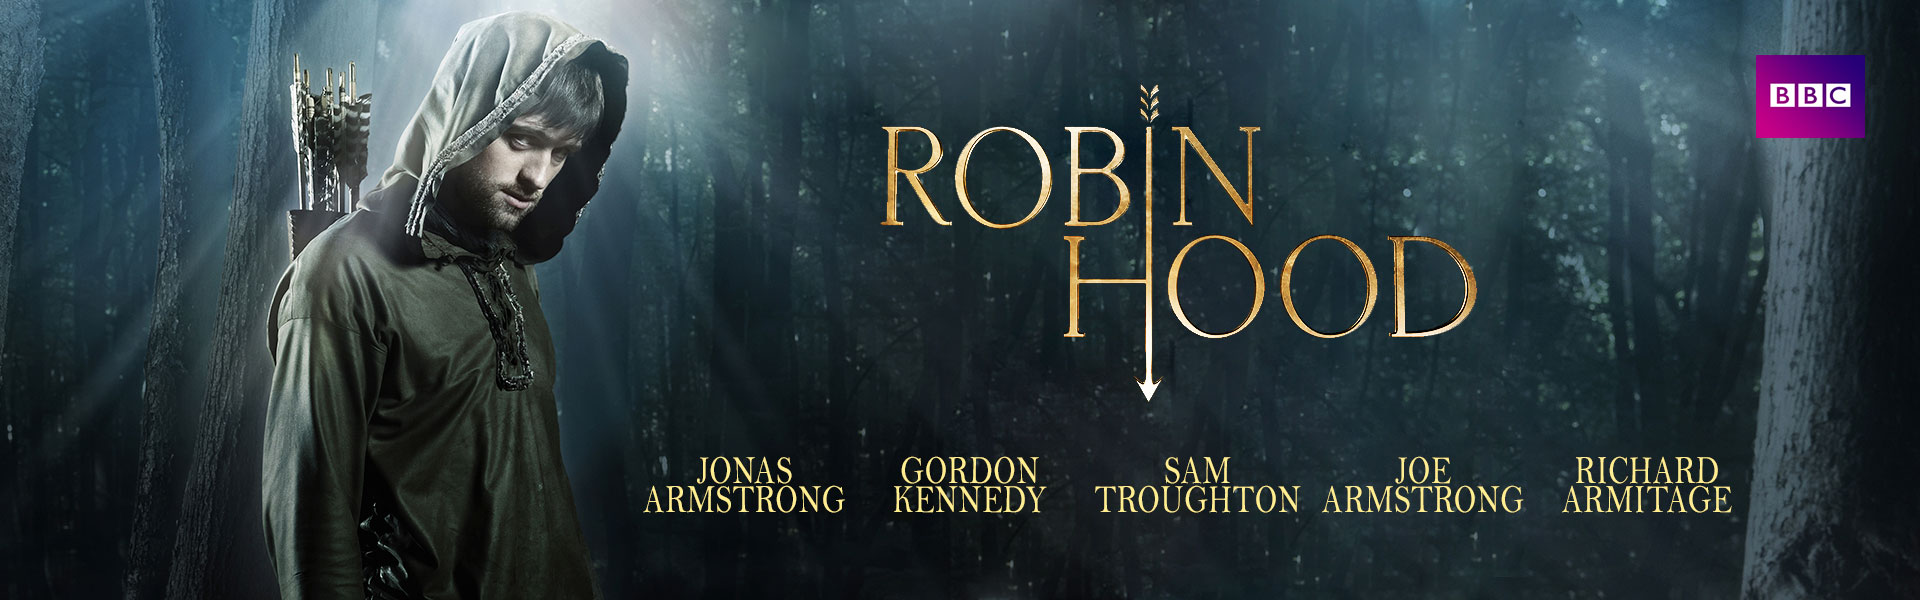 BBC
ROBIN
HOOD
JONAS
ARMSTRONG
GORDON
KENNEDY
SAM
TROUGHTON
JOE
ARMSTRONG
RICHARD
ARMITAGE